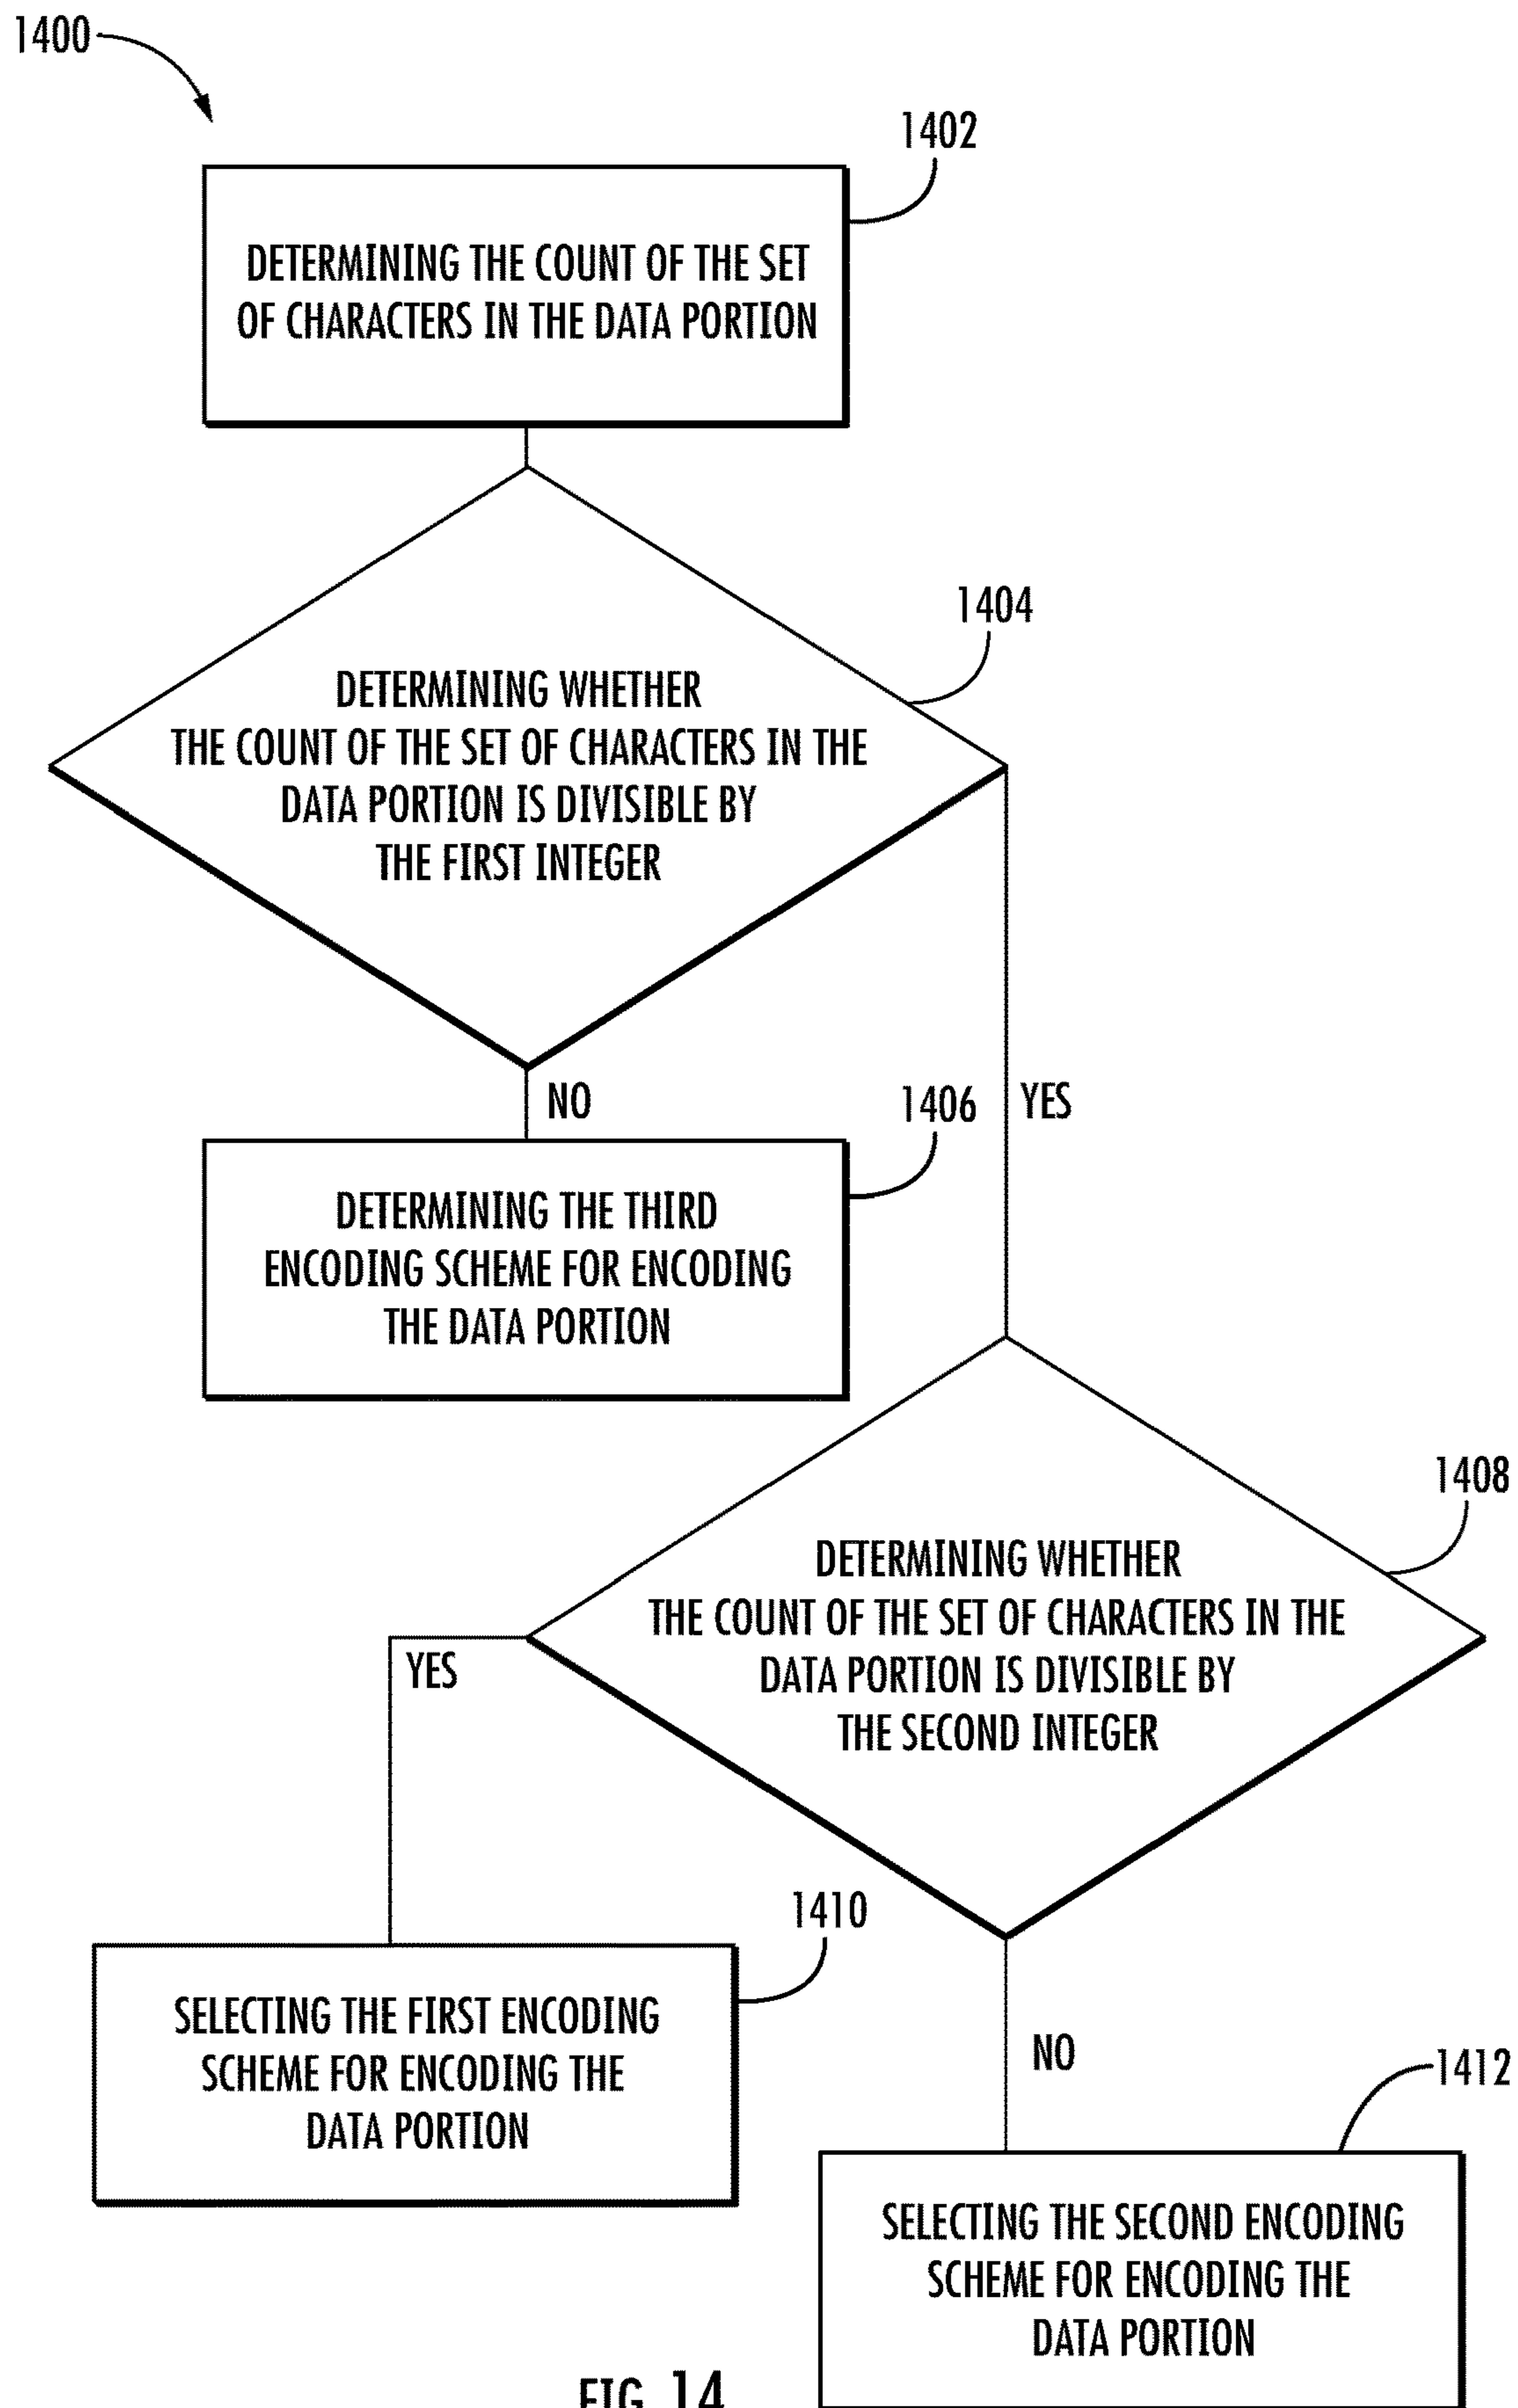 1400
1402
DETERMINING THE COUNT OF THE SET
OF CHARACTERS IN THE DATA PORTION
1404
DETERMINING WHETHER
THE COUNT OF THE SET OF CHARACTERS IN THE
DATA PORTION IS DIVISIBLE BY
THE FIRST INTEGER
NO
1406
YES
DETERMINING THE THIRD
ENCODING SCHEME FOR ENCODING
THE DATA PORTION
1408
DETERMINING WHETHER
THE COUNT OF THE SET OF CHARACTERS IN THE
DATA PORTION IS DIVISIBLE BY
THE SECOND INTEGER
YES
1410
SELECTING THE FIRST ENCODING
SCHEME FOR ENCODING THE
DATA PORTION
NO
1412
SELECTING THE SECOND ENCODING
SCHEME FOR ENCODING THE
DATA PORTION
FIG. 14